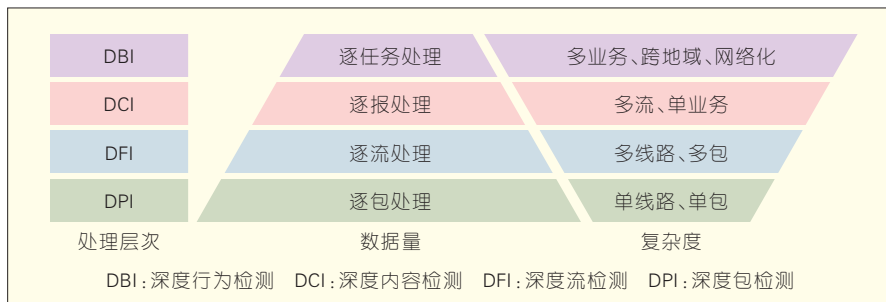 DBI 逐任务处理 多业务、跨地域、网络化
DCI 逐报处理 多流、单业务
DFI 逐流处理 多线路、多包
DPI 逐包处理 单线路、单包
处理层次 数据量 复杂度
DBI:深度行为检测 DCI:深度内容检测 DFI:深度流检测 DPI:深度包检测